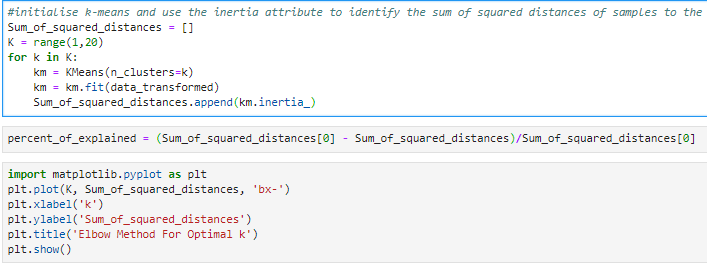 #initialise k-means and use the inertia attribute to identify the sum of squared distances of samples to the
Sum_of_squared_distances = []
K = range(1,20)
for k in K:
    km = KMeans(n_clusters=k)
    km = km.fit(data_transformed)
    Sum_of_squared_distances.append(km.inertia_)
percent_of_explained = (Sum_of_squared_distances[0] - Sum_of_squared_distances)/Sum_of_squared_distances[0]
import matplotlib.pyplot as plt
plt.plot(K, Sum_of_squared_distances, 'bx-')
plt.xlabel('k')
plt.ylabel('Sum_of_squared_distances')
plt.title('Elbow Method For Optimal k')
plt.show()